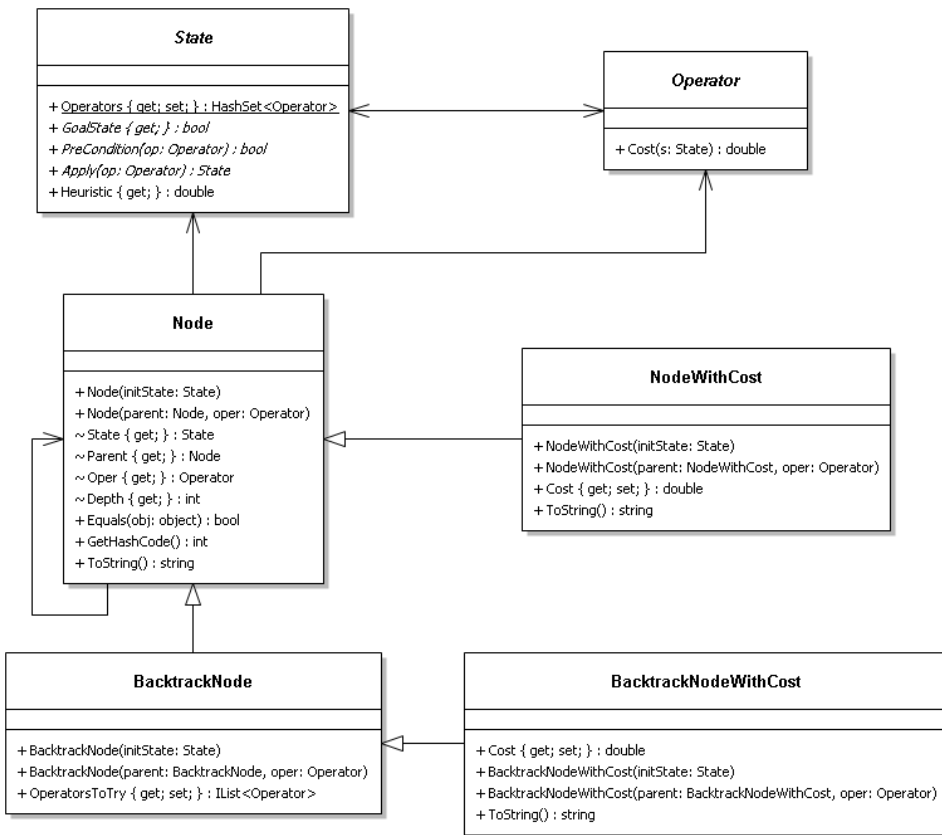 State
+ Operators { get; set; } : HashSet<Operator>
+ GoalState { get; } : bool
+ PreCondition(op: Operator) : bool
+ Apply(op: Operator) : State
+ Heuristic { get; } : double
Operator
+ Cost(s: State) : double
Node
+ Node(initState: State)
+ Node(parent: Node, oper: Operator)
~ State { get; } : State
~ Parent { get; } : Node
~ Oper { get; } : Operator
~ Depth { get; } : int
+ Equals(obj: object) : bool
+ GetHashCode() : int
+ ToString() : string
NodeWithCost
+ NodeWithCost(initState: State)
+ NodeWithCost(parent: NodeWithCost, oper: Operator)
+ Cost { get; set; } : double
+ ToString() : string
BacktrackNode
+ BacktrackNode(initState: State)
+ BacktrackNode(parent: BacktrackNode, oper: Operator)
+ OperatorsToTry { get; set; } : IList<Operator>
BacktrackNodeWithCost
+ Cost { get; set; } : double
+ BacktrackNodeWithCost(initState: State)
+ BacktrackNodeWithCost(parent: BacktrackNodeWithCost, oper: Operator)
+ ToString() : string